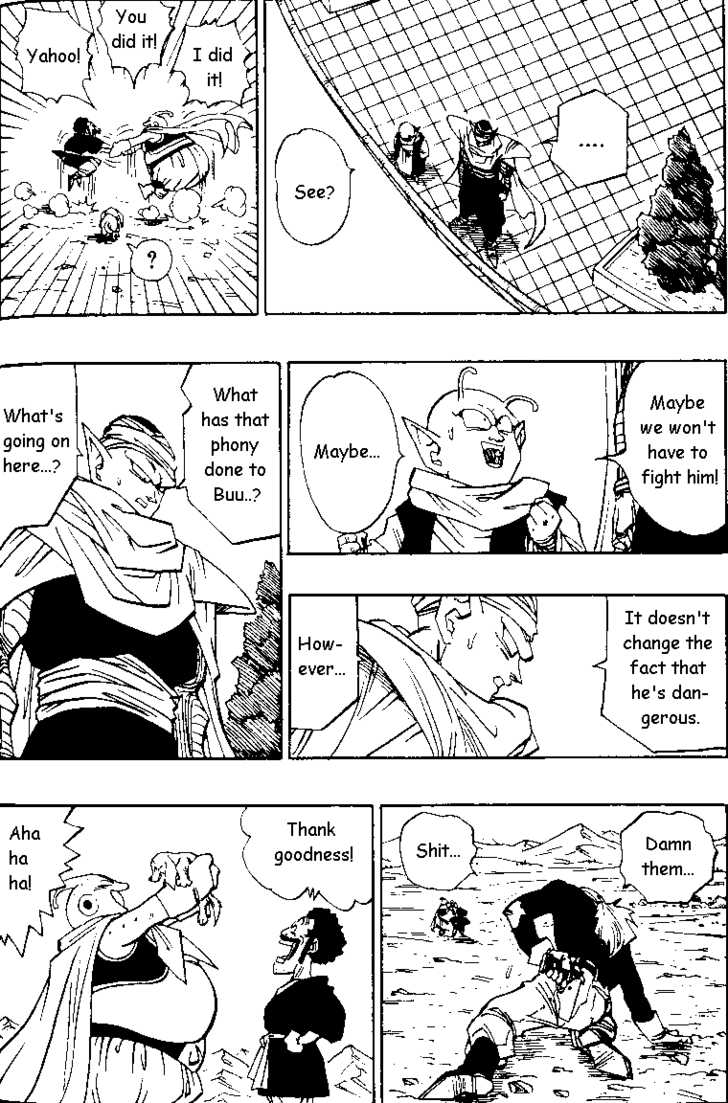 .....
See?
I did
it!
You
did it!
Yahoo!
?
Maybe
we won't
have to
fight him!
Maybe...
It doesn't
change the
fact that
he's dan-
gerous.
How-
ever...
What
has that
phony
done to
Buu..?
What's
going on
here...?
Damn
them...
Shit...
Thank
goodness!
Aha
ha
ha!